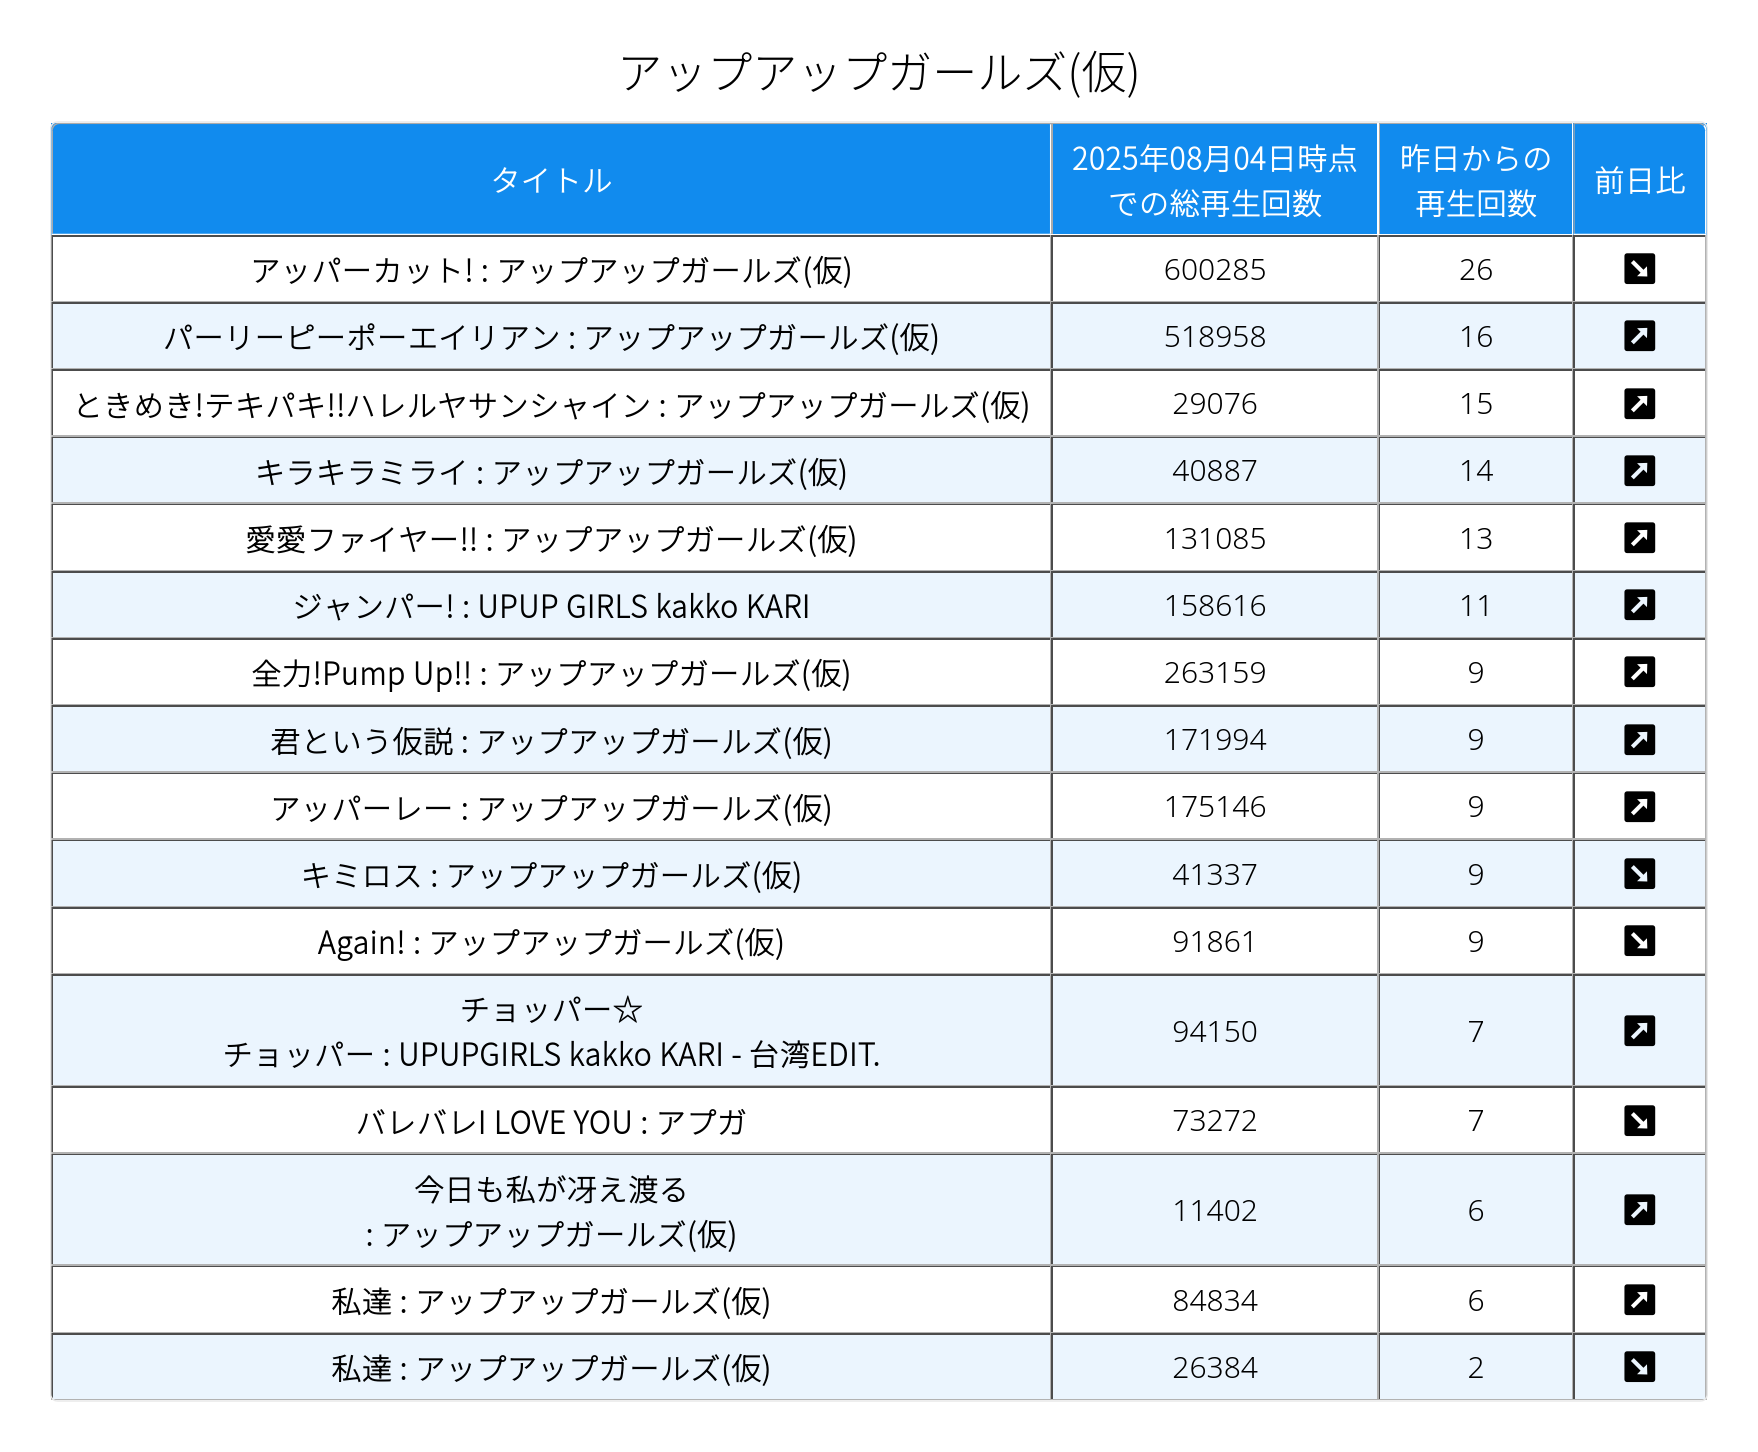 アップアップガールズ(仮)
タイトル 2025年08月04日時点 昨日からの 前日比
での総再生回数 再生回数
アッパーカット! : アップアップガールズ(仮) 600285 26 ↘
パーリーピーポーエイリアン : アップアップガールズ(仮) 518958 16 ↗
ときめき!テキパキ!!ハレルヤサンシャイン : アップアップガールズ(仮) 29076 15 ↗
キラキラミライ : アップアップガールズ(仮) 40887 14 ↗
愛愛ファイヤー!! : アップアップガールズ(仮) 131085 13 ↗
ジャンパー! : UPUP GIRLS kakko KARI 158616 11 ↗
全力!Pump Up!! : アップアップガールズ(仮) 263159 9 ↗
君という仮説 : アップアップガールズ(仮) 171994 9 ↗
アッパーレー : アップアップガールズ(仮) 175146 9 ↗
キミロス : アップアップガールズ(仮) 41337 9 ↘
Again! : アップアップガールズ(仮) 91861 9 ↘
チョッパー☆
チョッパー : UPUPGIRLS kakko KARI - 台湾EDIT. 94150 7 ↗
バレバレI LOVE YOU : アプガ 73272 7 ↘
今日も私が冴え渡る
: アップアップガールズ(仮) 11402 6 ↗
私達 : アップアップガールズ(仮) 84834 6 ↗
私達 : アップアップガールズ(仮) 26384 2 ↘